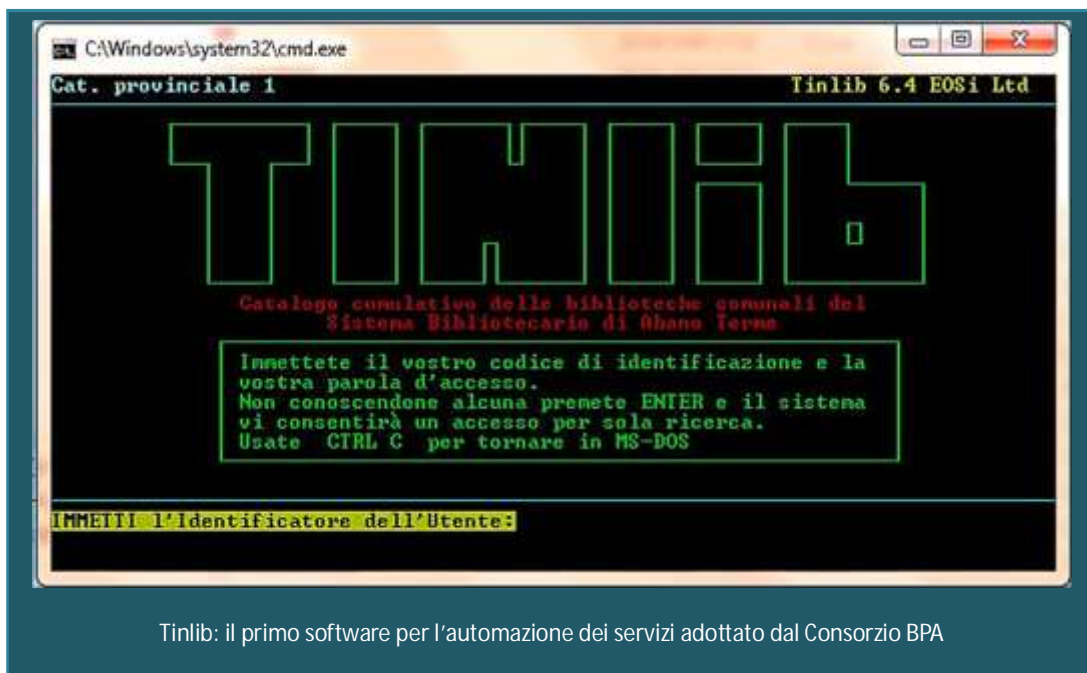 C:\Windows\system32\cmd.exe
Cat. provinciale 1 Tinlib 6.4 EOSi Ltd
TINlib
Catalogo cumulativo delle biblioteche comunali del
Sistema Bibliotecario di Abano Terme
Immettete il vostro codice di identificazione e la
vostra parola d'accesso.
Non conoscendone alcuna premete ENTER e il sistema
vi consentirà un accesso per sola ricerca.
Usate CTRL C per tornare in MS-DOS
IMMETTI l'Identificatore dell'Utente:
Tinlib: il primo software per l'automazione dei servizi adottato dal Consorzio BPA